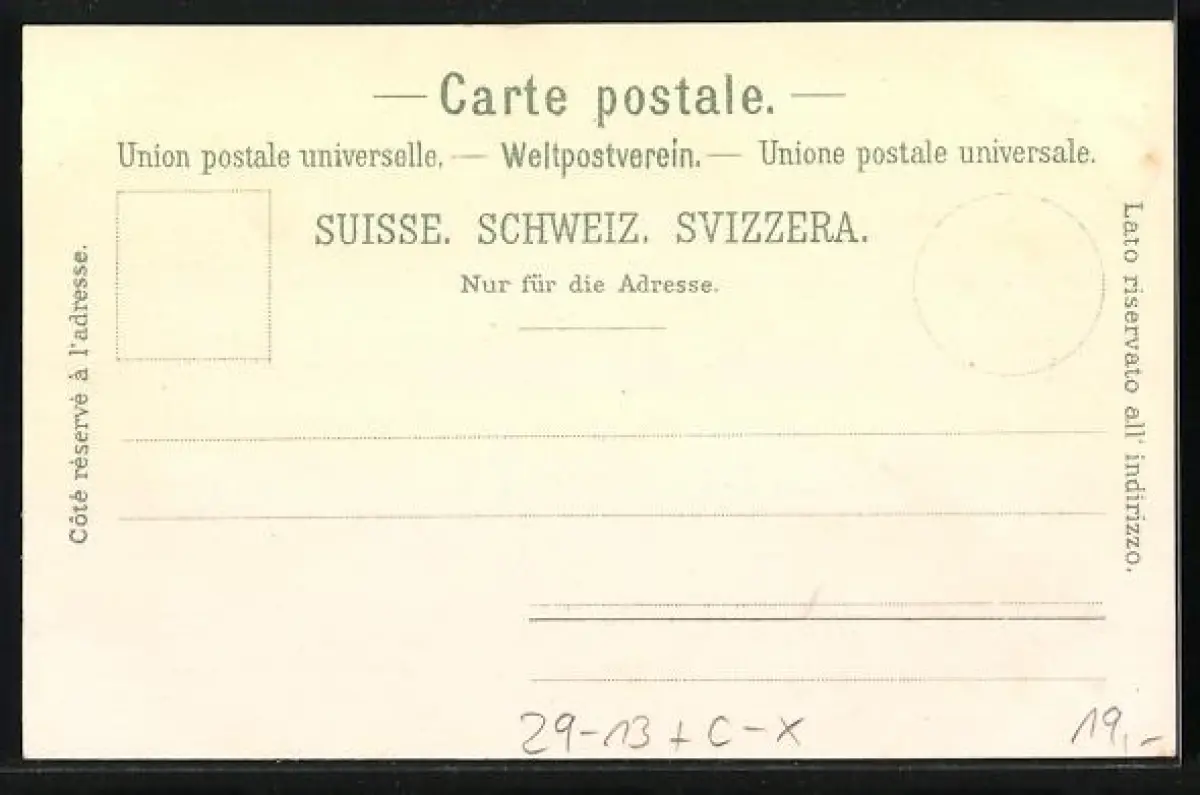 — Carte postale. —
Union postale universelle. — Weltpostverein. — Unione postale universale.
SUISSE. SCHWEIZ. SVIZZERA.
Nur für die Adresse.
Côté rèservè à l'adresse.
Lato riservato all' indirizzo.
29-13 + C - X
19,-